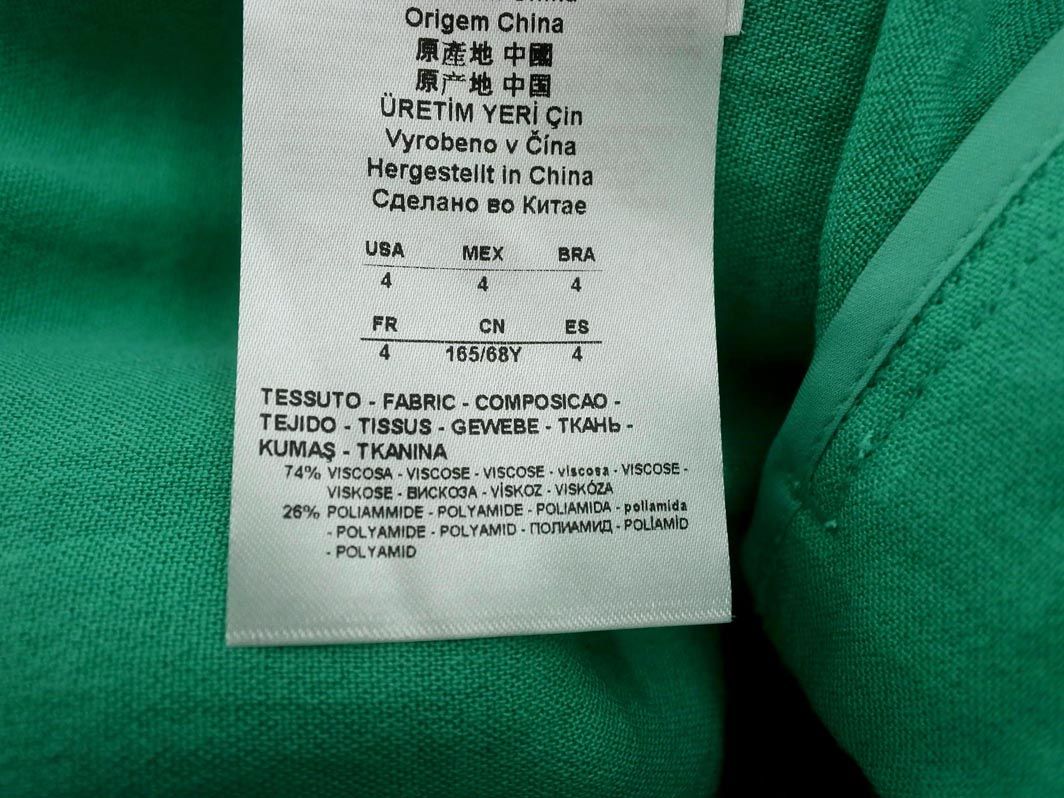 Origem China
原產地 中國
原产地 中国
ÜRETİM YERİ Çin
Vyrobeno v Čína
Hergestellt in China
Сделано во Китае
USA MEX BRA
4 4 4
FR CN ES
4 165/68Y 4
TESSUTO - FABRIC - COMPOSICAO -
TEJIDO - TISSUS - GEWEBE - ТКАНЬ -
KUMAŞ - TKANINA
74% VISCOSA - VISCOSE - VISCOSE - viscosa - VISCOSE -
VISKOSE - ВИСКОЗА - VİSKOZ - VISKÓZA
26% POLIAMMIDE - POLYAMIDE - POLIAMIDA - poliamida
- POLYAMIDE - POLYAMID - ПОЛИАМИД - POLİAMİD
- POLYAMID